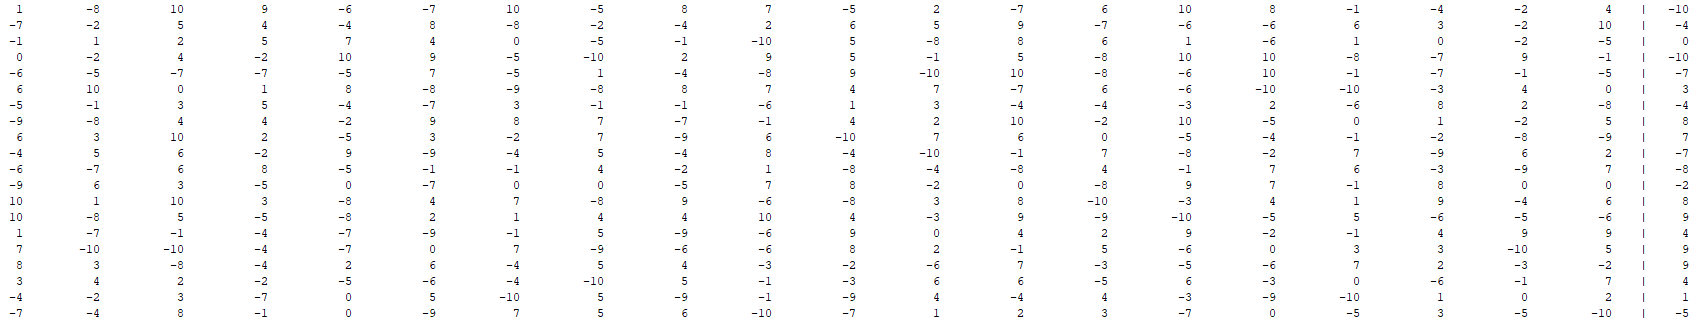 1 -8 10 9 -6 -7 10 -5 8 7 -5 2 -7 6 10 8 -1 -4 -2 4 | -10
-7 -2 5 4 -4 8 -8 -2 -4 2 6 5 9 -7 -6 -6 6 3 -2 10 | -4
-1 1 2 5 7 4 0 -5 -1 -10 5 -8 8 6 1 -6 1 0 -2 -5 | 0
0 -2 4 -2 10 9 -5 -10 2 9 5 -1 5 -8 10 10 -8 -7 9 -1 | -10
-6 -5 -7 -7 -5 7 -5 1 -4 -8 9 -10 10 -8 -6 10 -1 -7 -1 -5 | -7
6 10 0 1 8 -8 -9 -8 8 7 4 7 -7 6 -6 -10 -10 -3 4 0 | 3
-5 -1 3 5 -4 -7 3 -1 -1 -6 1 3 -4 -4 -3 2 -6 8 2 -8 | -4
-9 -8 4 4 -2 9 8 7 -7 -1 4 2 10 -2 10 -5 0 1 -2 5 | 8
6 3 10 2 -5 3 -2 7 -9 6 -10 7 6 0 -5 -4 -1 -2 -8 -9 | 7
-4 5 6 -2 9 -9 -4 5 -4 8 -4 -10 -1 7 -8 -2 7 -9 6 2 | -7
-6 -7 6 8 -5 -1 -1 4 -2 1 -8 -4 -8 4 -1 7 6 -3 -9 7 | -8
-9 6 3 -5 0 -7 0 0 -5 7 8 -2 0 -8 9 7 -1 8 0 0 | -2
10 1 10 3 -8 4 7 -8 9 -6 -8 3 8 -10 -3 4 1 9 -4 6 | 8
10 -8 5 -5 -8 2 1 4 4 10 4 -3 9 -9 -10 -5 5 -6 -5 -6 | 9
1 -7 -1 -4 -7 -9 -1 5 -9 -6 9 0 4 2 9 -2 -1 4 9 9 | 4
7 -10 -10 -4 -7 0 7 -9 -6 -6 8 2 -1 5 -6 0 3 3 -10 5 | 9
8 3 -8 -4 2 6 -4 5 4 -3 -2 -6 7 -3 -5 -6 7 2 -3 -2 | 9
3 4 2 -2 -5 -6 -4 -10 5 -1 -3 6 6 -5 6 -3 0 -6 -1 7 | 4
-4 -2 3 -7 0 5 -10 5 -9 -1 -9 4 -4 4 -3 -9 -10 1 0 2 | 1
-7 -4 8 -1 0 -9 7 5 6 -10 -7 1 2 3 -7 0 -5 3 -5 -10 | -5